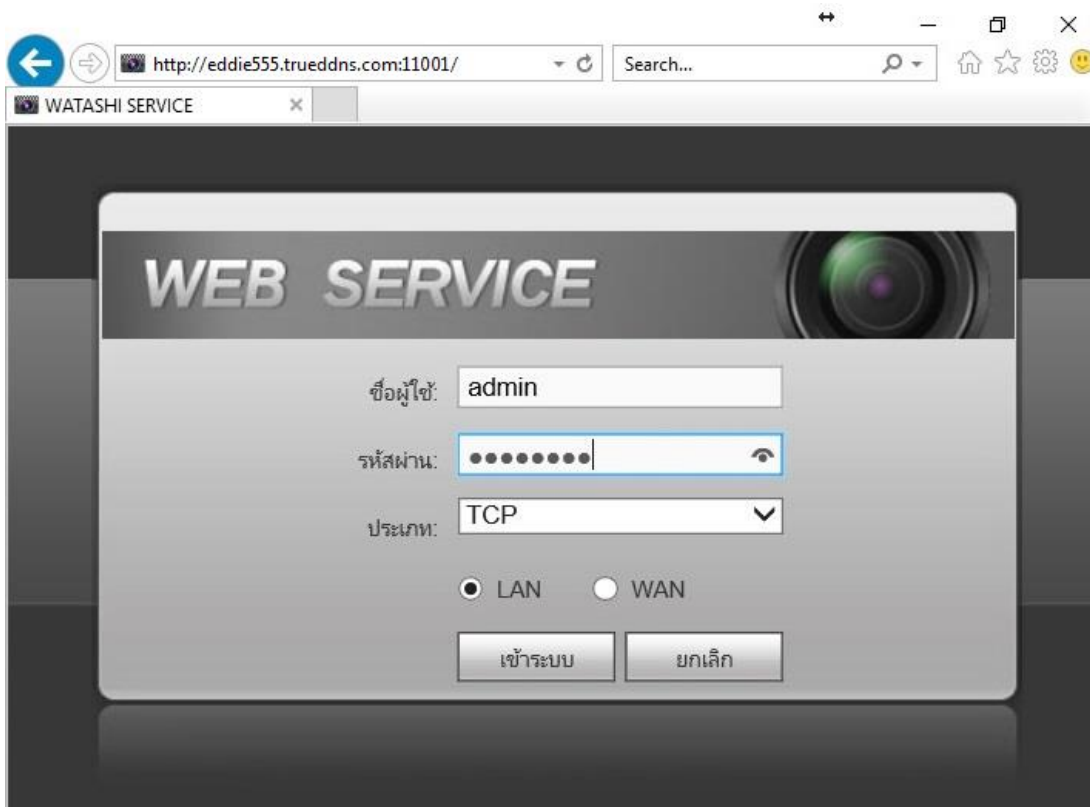 http://eddie555.trueddns.com:11001/
Search...
WATASHI SERVICE
WEB SERVICE
ชื่อผู้ใช้: admin
รหัสผ่าน: ●●●●●●●●
ประเภท: TCP
LAN WAN
เข้าระบบ ยกเลิก